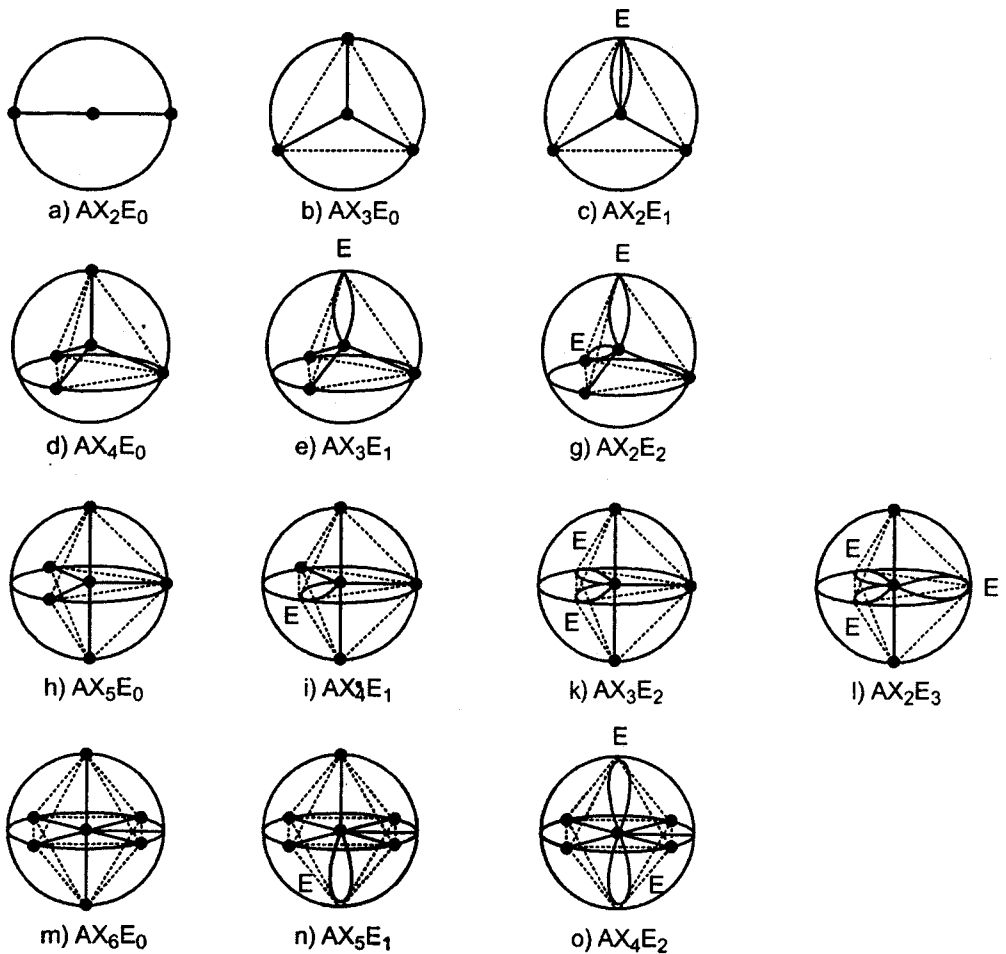 E
a) AX₂E₀ b) AX₃E₀ c) AX₂E₁
E E
E
d) AX₄E₀ e) AX₃E₁ g) AX₂E₂
E E
E E E E
h) AX₅E₀ i) AX₄E₁ k) AX₃E₂ l) AX₂E₃
E
E E
m) AX₆E₀ n) AX₅E₁ o) AX₄E₂